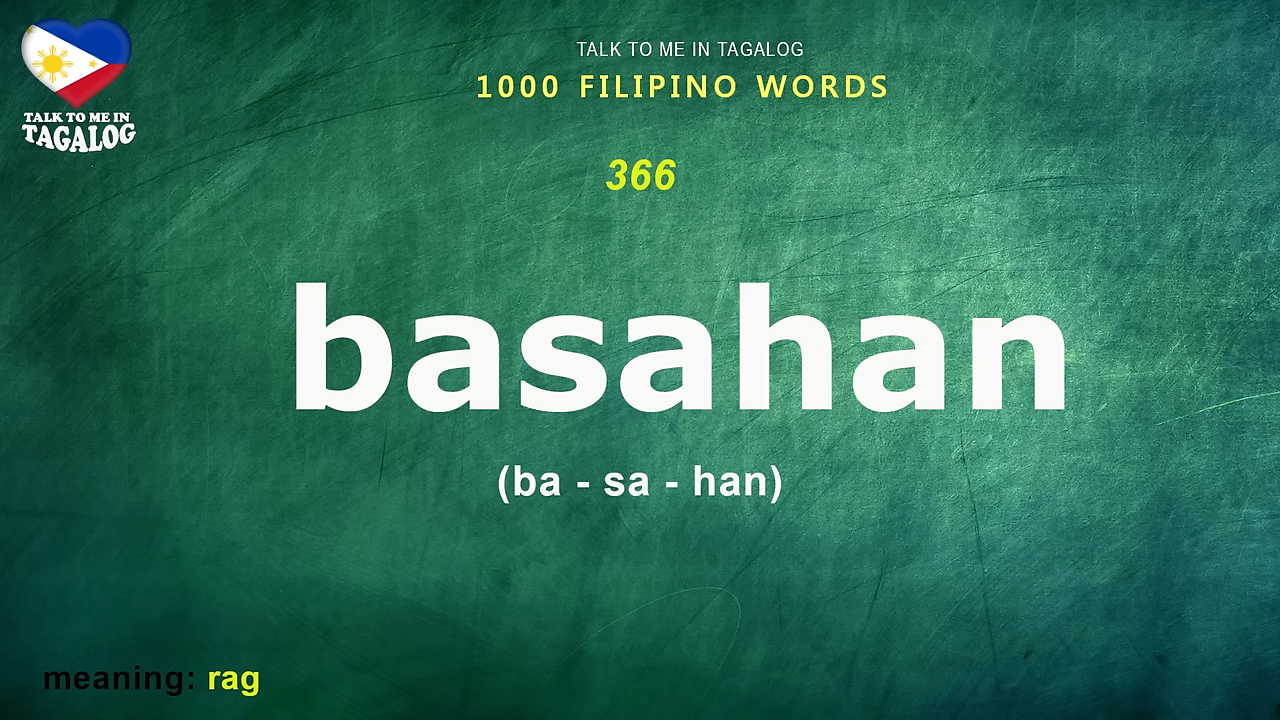 TALK TO ME IN
TAGALOG
TALK TO ME IN TAGALOG
1000 FILIPINO WORDS
366
basahan
(ba - sa - han)
meaning: rag